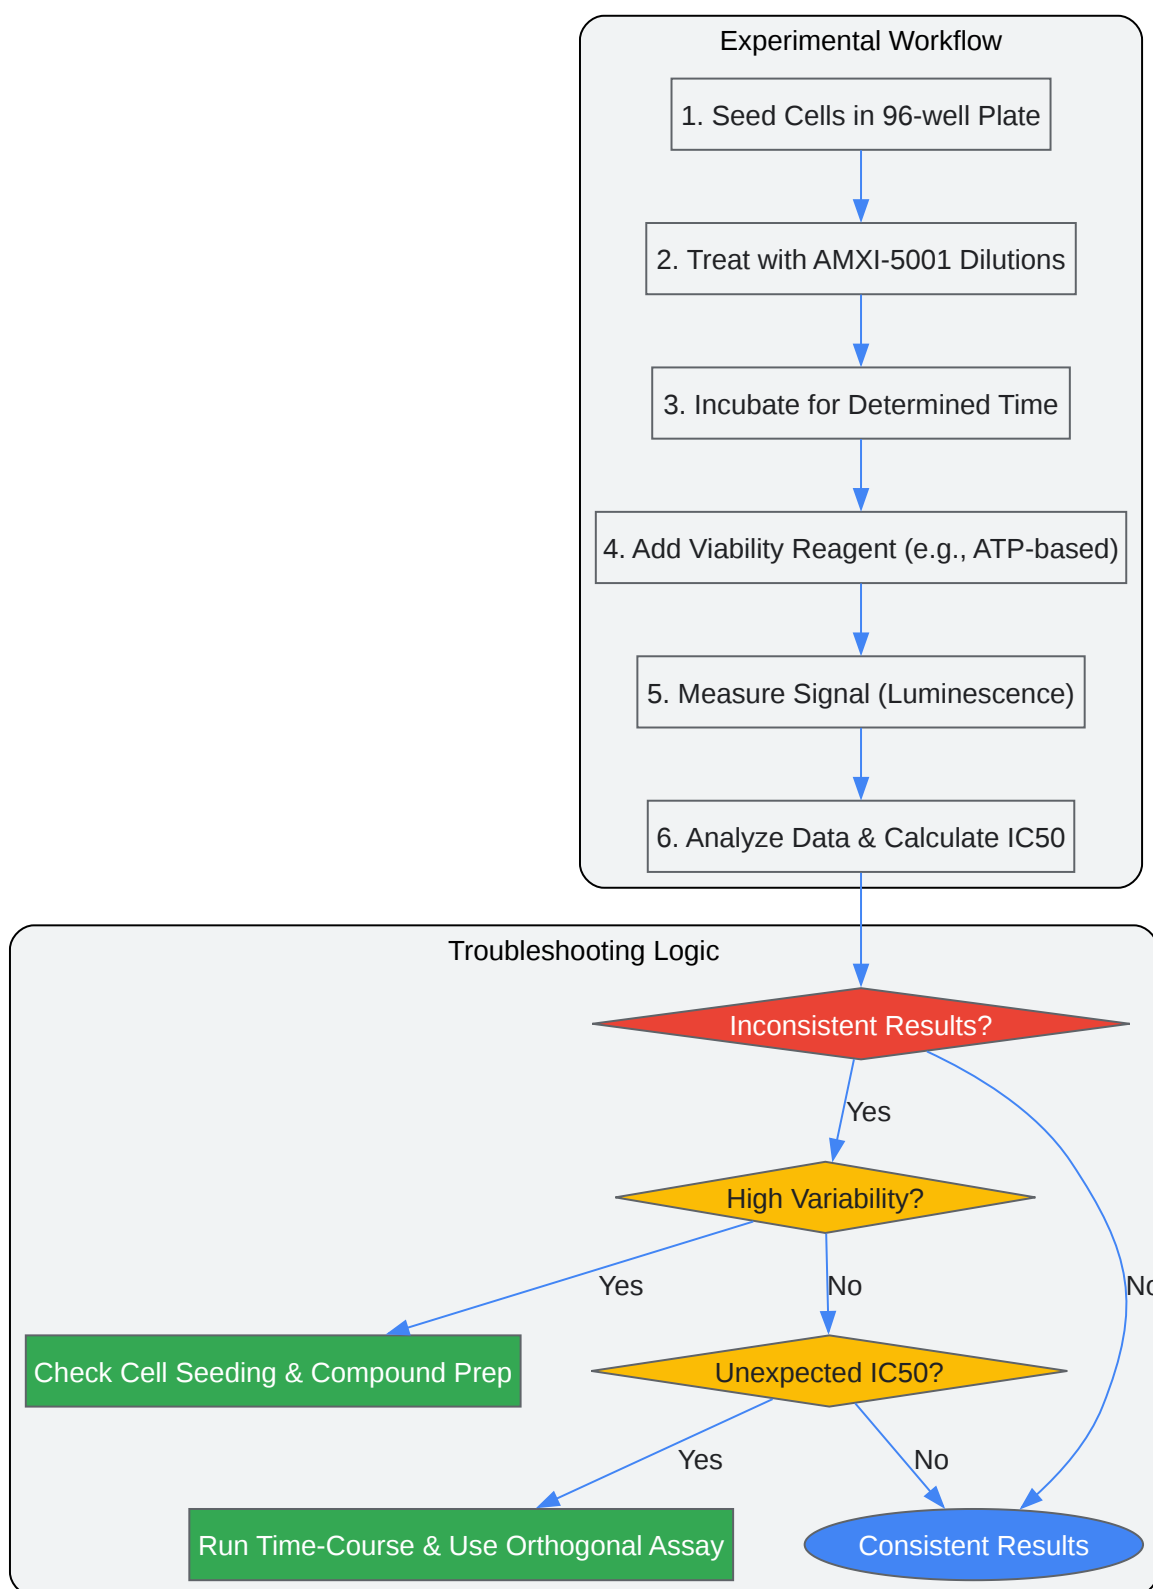 Experimental Workflow
1. Seed Cells in 96-well Plate
2. Treat with AMXI-5001 Dilutions
3. Incubate for Determined Time
4. Add Viability Reagent (e.g., ATP-based)
5. Measure Signal (Luminescence)
6. Analyze Data & Calculate IC50
Troubleshooting Logic
Inconsistent Results?
Yes
High Variability?
Yes
No
No
Check Cell Seeding & Compound Prep
Unexpected IC50?
Yes
No
Run Time-Course & Use Orthogonal Assay
Consistent Results